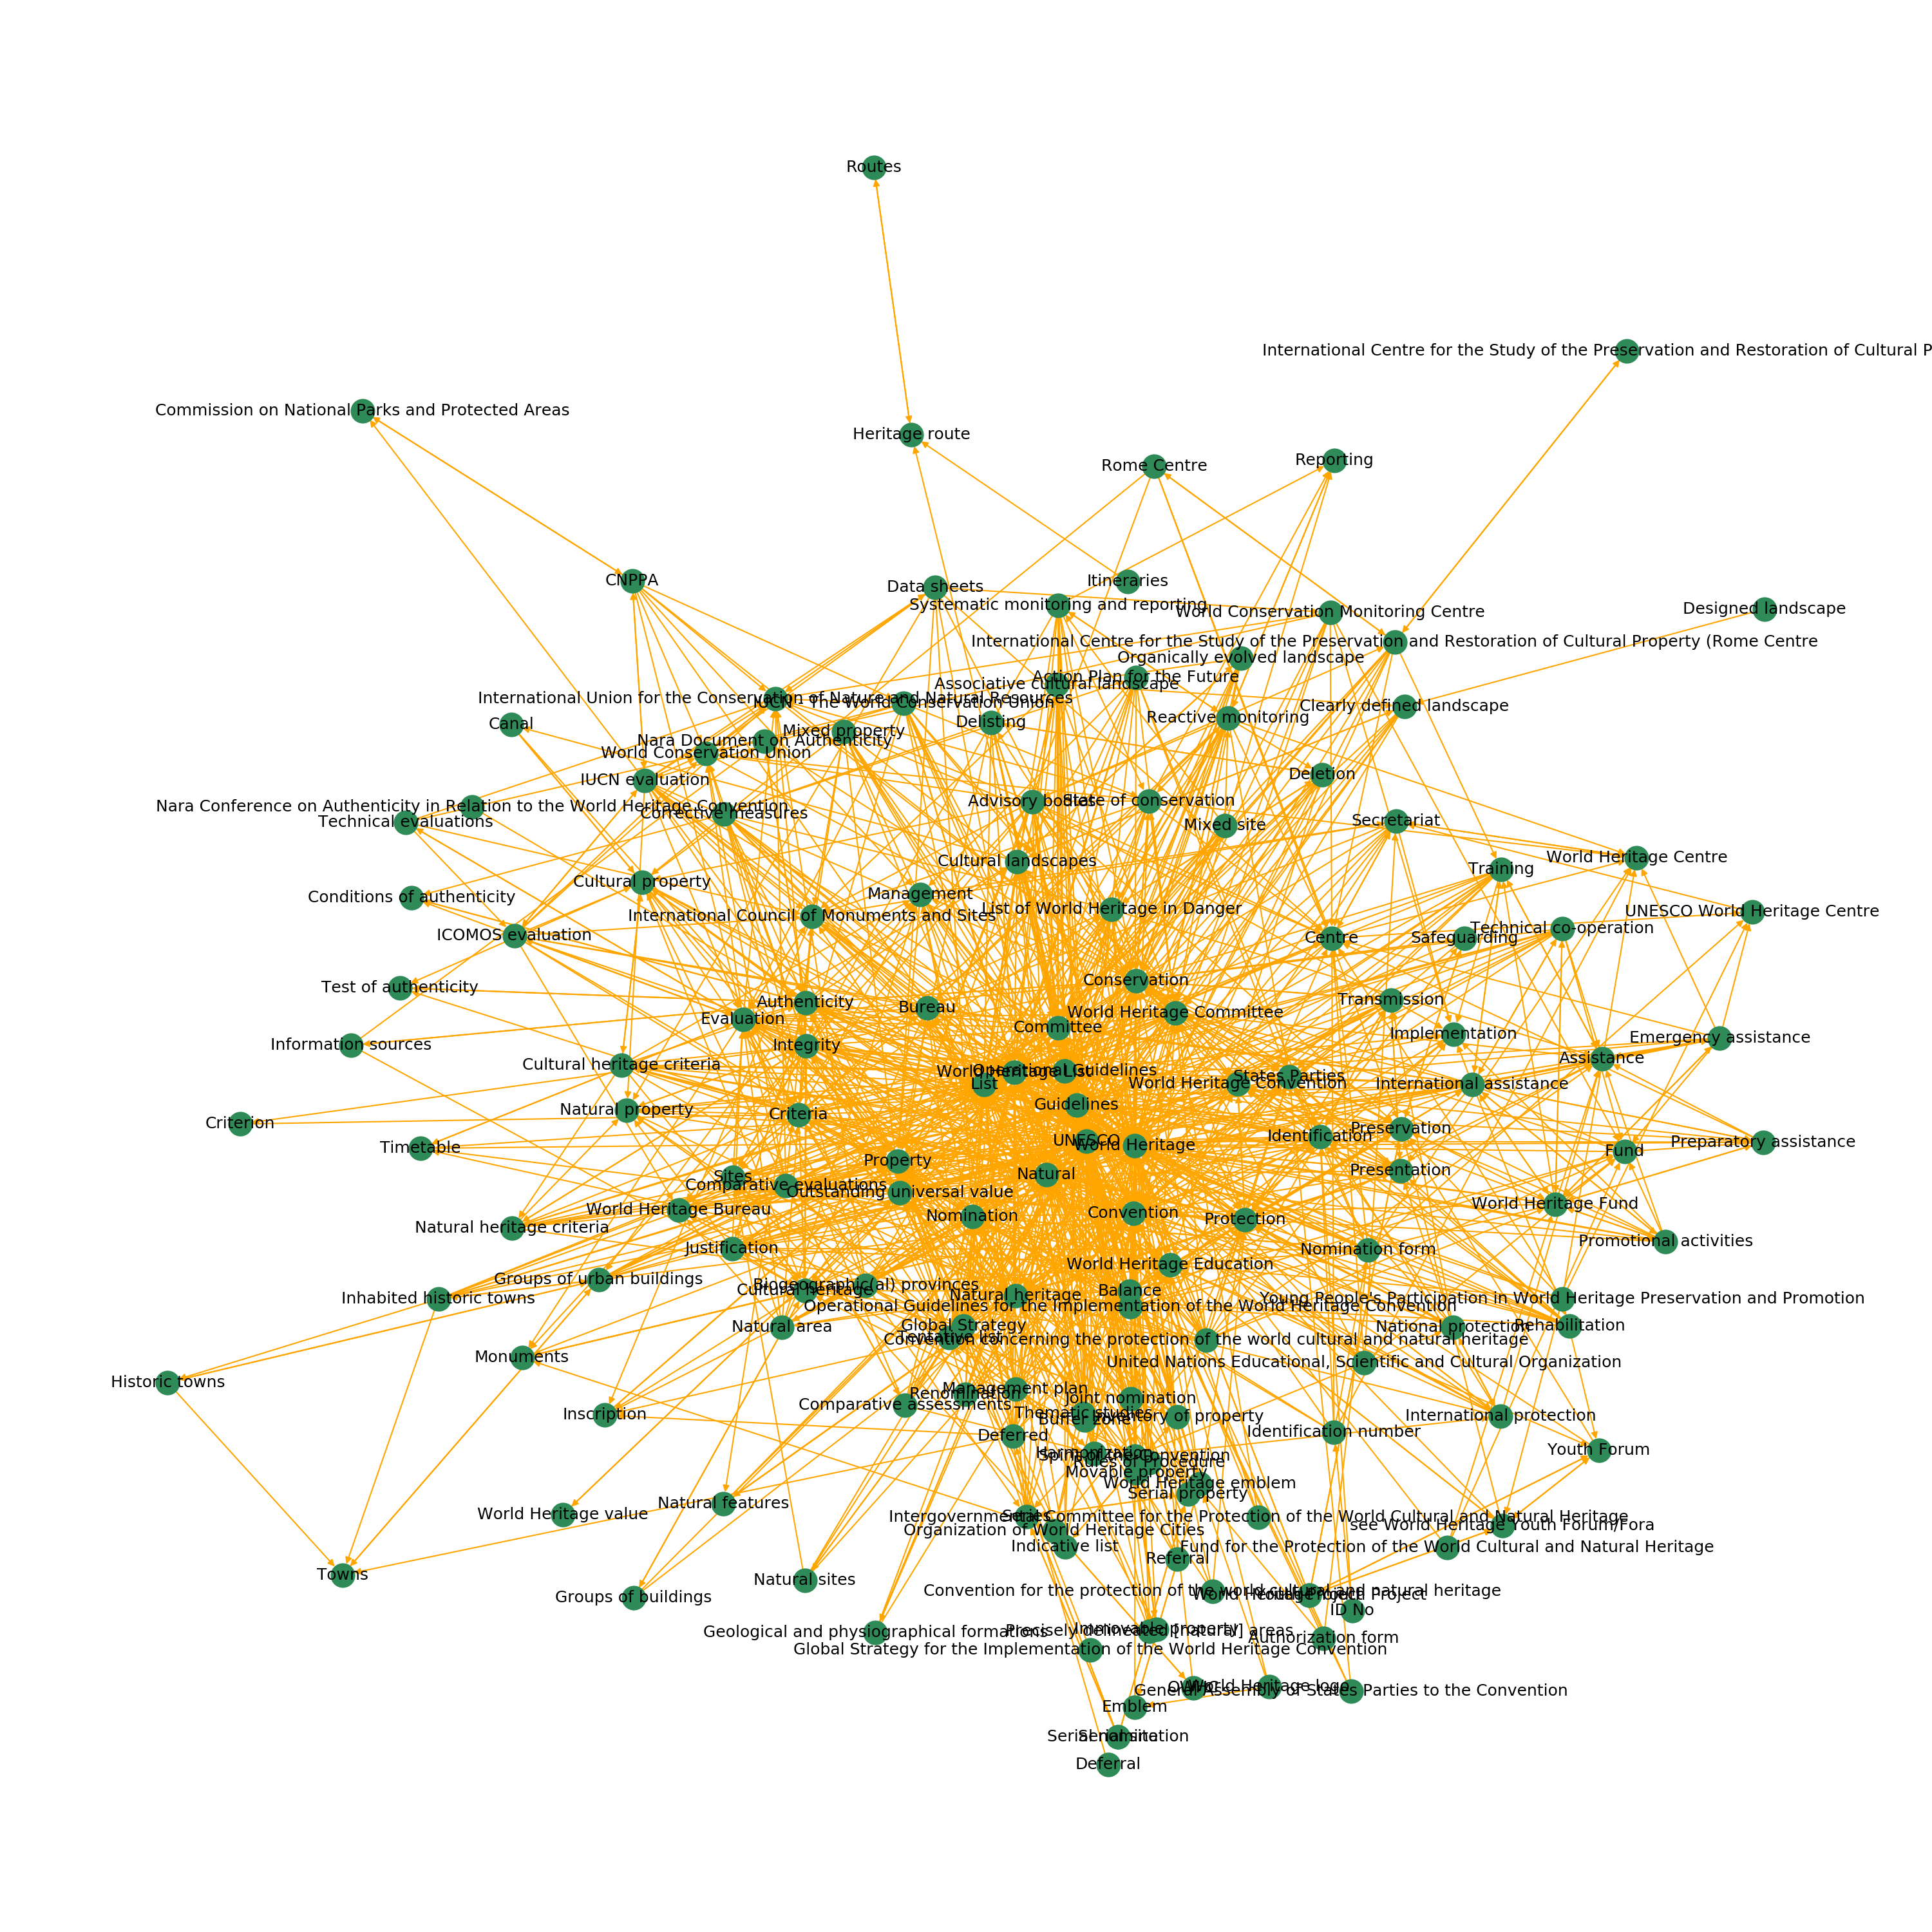 Routes
International Centre for the Study of the Preservation and Restoration of Cultural P
Commission on National Parks and Protected Areas
Heritage route
Rome Centre
Reporting
CNPPA
Itineraries
Data sheets
Systematic monitoring and reporting
Designed landscape
World Conservation Monitoring Centre
International Centre for the Study of the Preservation and Restoration of Cultural Property (Rome Centre
Organically evolved landscape
Action Plan for the Future
Associative cultural landscape
International Union for the Conservation of Nature and Natural Resources
IUCN - The World Conservation Union
Clearly defined landscape
Reactive monitoring
Delisting
Canal
Mixed property
Nara Document on Authenticity
World Conservation Union
Deletion
IUCN evaluation
Advisory bodies
State of conservation
Nara Conference on Authenticity in Relation to the World Heritage Convention
Corrective measures
Technical evaluations
Secretariat
Mixed site
World Heritage Centre
Cultural landscapes
Training
Cultural property
Management
Conditions of authenticity
List of World Heritage in Danger
UNESCO World Heritage Centre
International Council of Monuments and Sites
Technical co-operation
ICOMOS evaluation
Centre
Safeguarding
Conservation
Test of authenticity
Transmission
Authenticity
Bureau
World Heritage Committee
Evaluation
Committee
Implementation
Emergency assistance
Information sources
Integrity
Assistance
Cultural heritage criteria
World Heritage List
Operational Guidelines
States Parties
List
World Heritage Convention
International assistance
Guidelines
Natural property
Criteria
Criterion
Preservation
Identification
UNESCO
World Heritage
Preparatory assistance
Timetable
Fund
Property
Presentation
Natural
Sites
Comparative evaluations
Outstanding universal value
World Heritage Fund
World Heritage Bureau
Convention
Nomination
Protection
Natural heritage criteria
Promotional activities
Justification
Nomination form
World Heritage Education
Groups of urban buildings
Biogeographic(al) provinces
Cultural heritage
Balance
Natural heritage
Inhabited historic towns
Young People's Participation in World Heritage Preservation and Promotion
Operational Guidelines for the Implementation of the World Heritage Convention
Natural area
Global Strategy
National protection
Rehabilitation
Tentative list
Convention concerning the protection of the world cultural and natural heritage
Monuments
United Nations Educational, Scientific and Cultural Organization
Historic towns
Management plan
Renomination
Joint nomination
Comparative assessments
Inscription
Thematic studies
Buffer zone
Inventory of property
International protection
Deferred
Identification number
Youth Forum
Harmonization
Spirit of the Convention
Rules of Procedure
Movable property
World Heritage emblem
Serial property
Natural features
World Heritage value
Series
Intergovernmental Committee for the Protection of the World Cultural and Natural Heritage
see World Heritage Youth Forum/Fora
Organization of World Heritage Cities
Indicative list
Fund for the Protection of the World Cultural and Natural Heritage
Referral
Towns
Natural sites
Convention for the protection of the world cultural and natural heritage
Groups of buildings
ID No
Geological and physiographical formations
Precisely delineated [natural] areas
Immovable property
Authorization form
Global Strategy for the Implementation of the World Heritage Convention
World Heritage logo
General Assembly of States Parties to the Convention
Emblem
Serial site
Serial nomination
Deferral